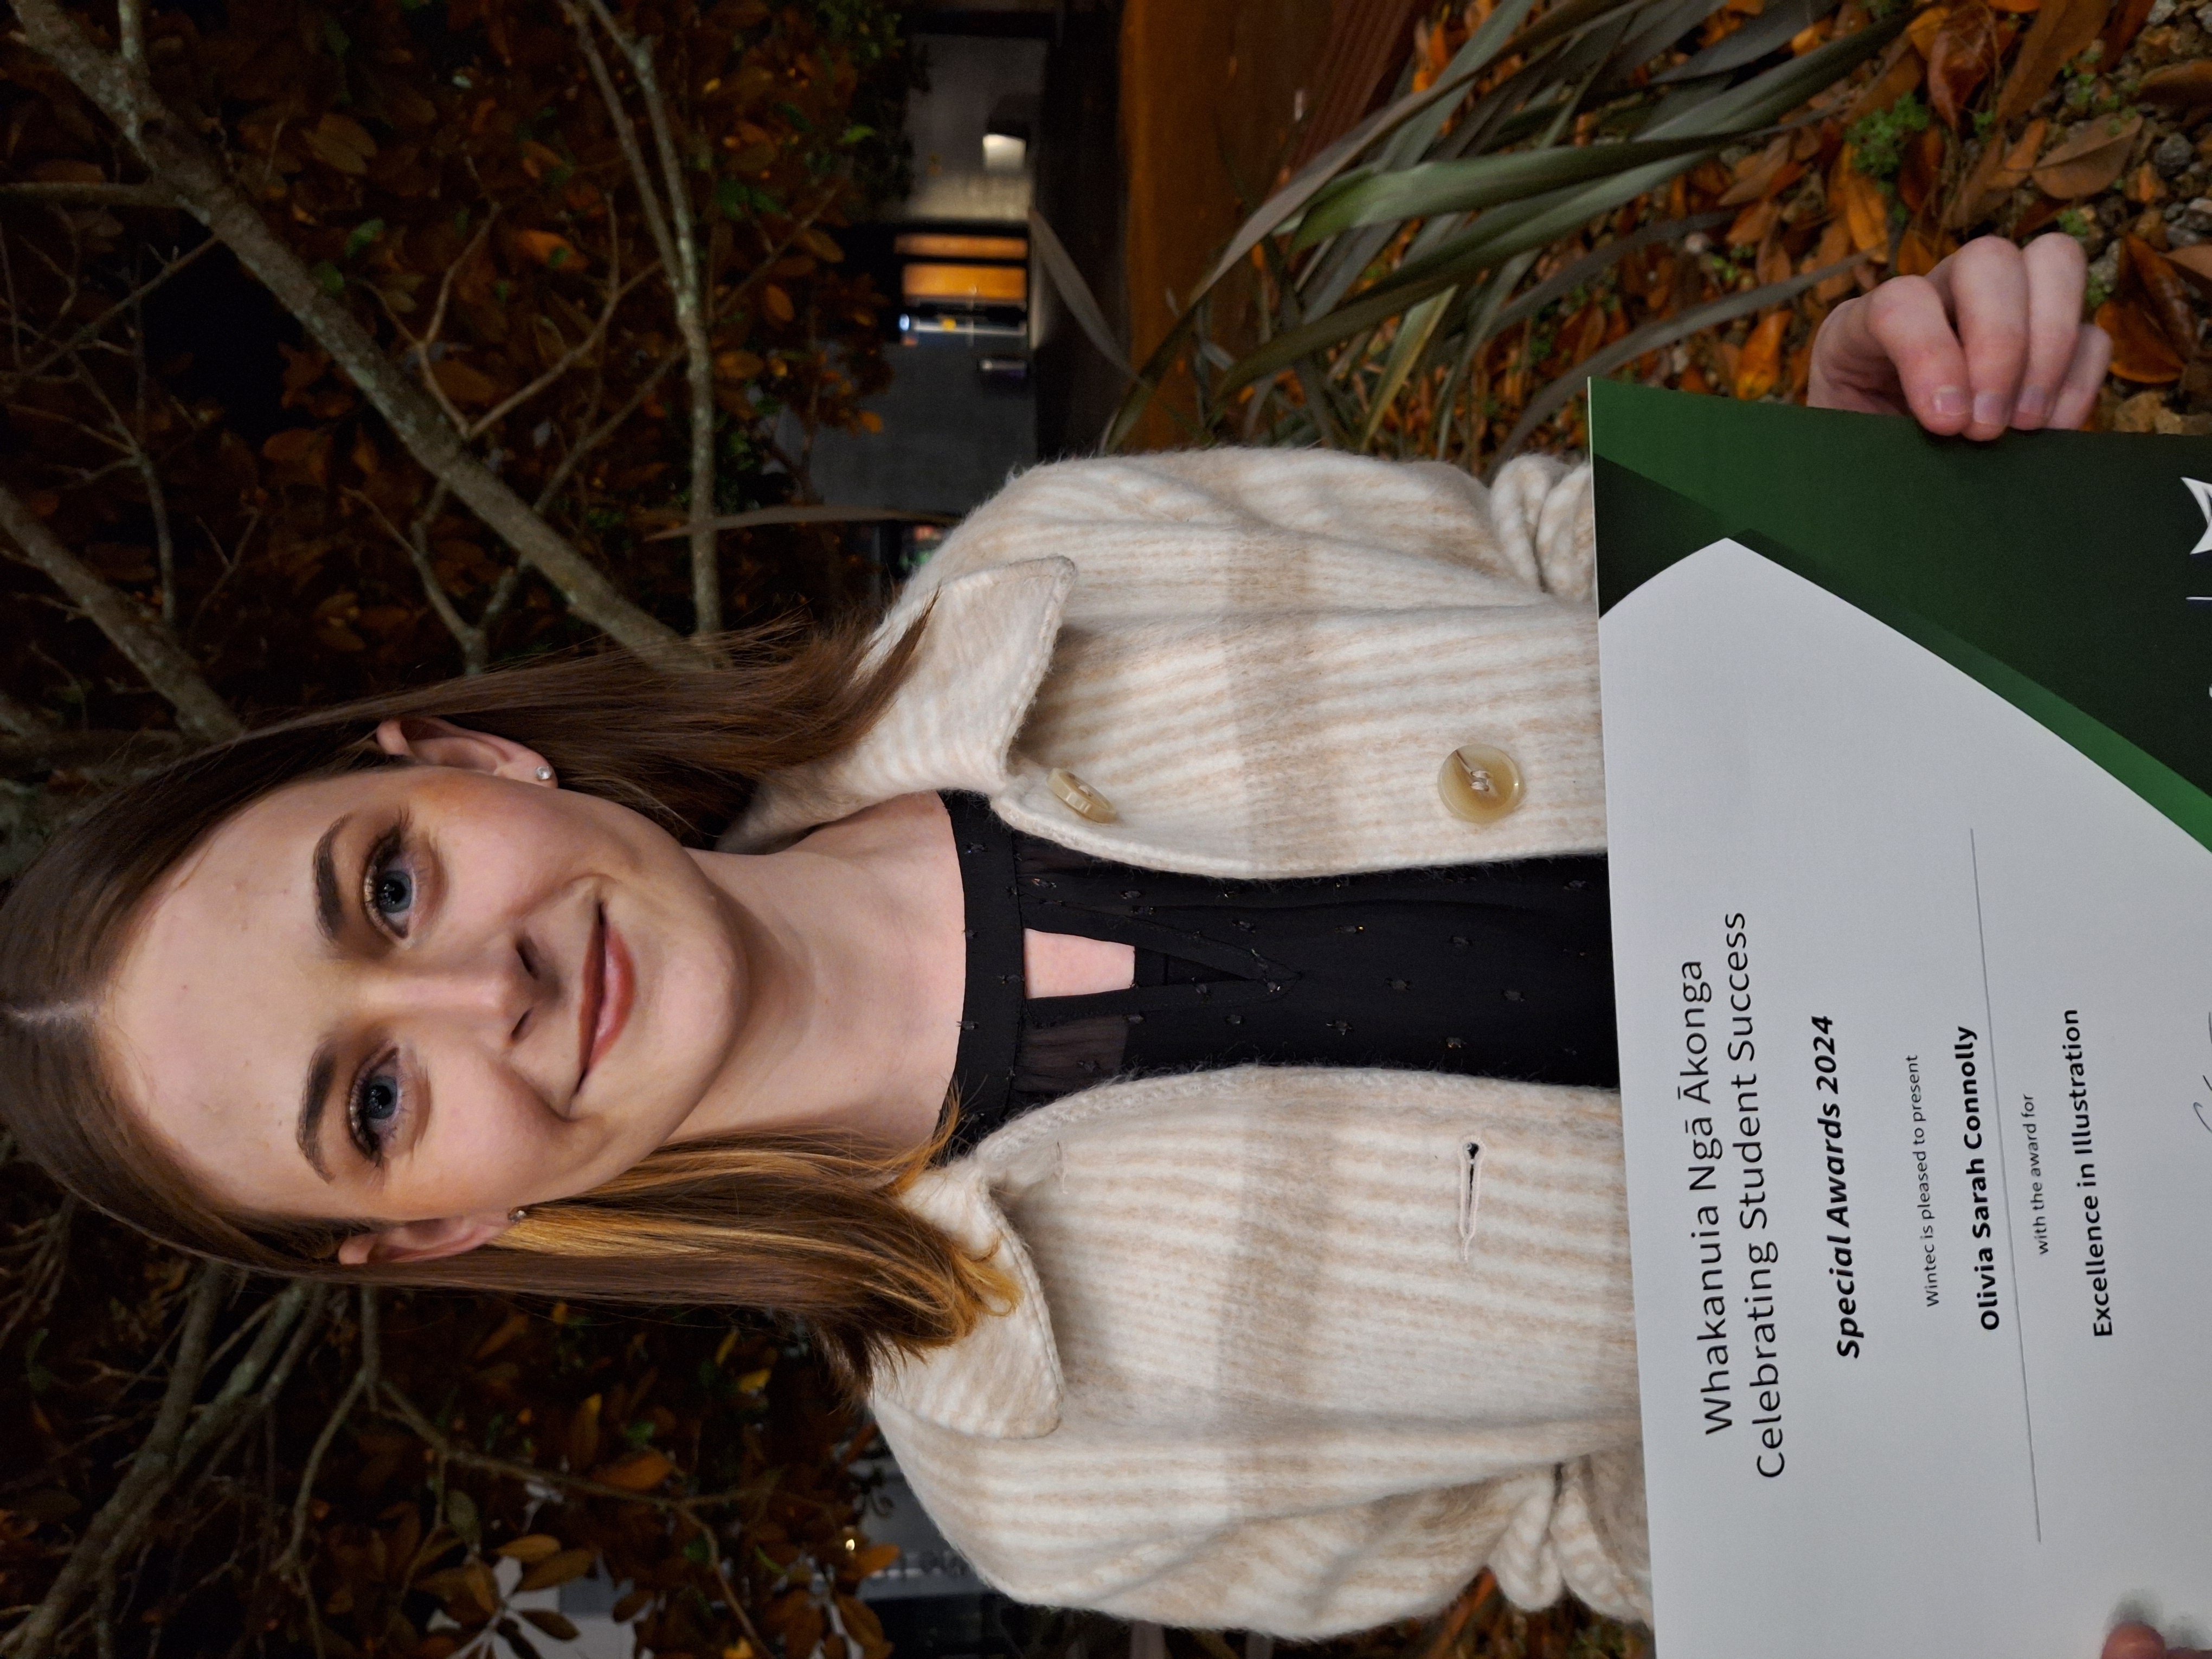 Whakanuia Ngā Ākonga
Celebrating Student Success
Special Awards 2024
Wintec is pleased to present
Olivia Sarah Connolly
with the award for
Excellence in Illustration